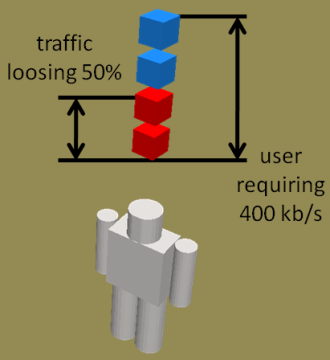 traffic
loosing 50%
user
requiring
400 kb/s